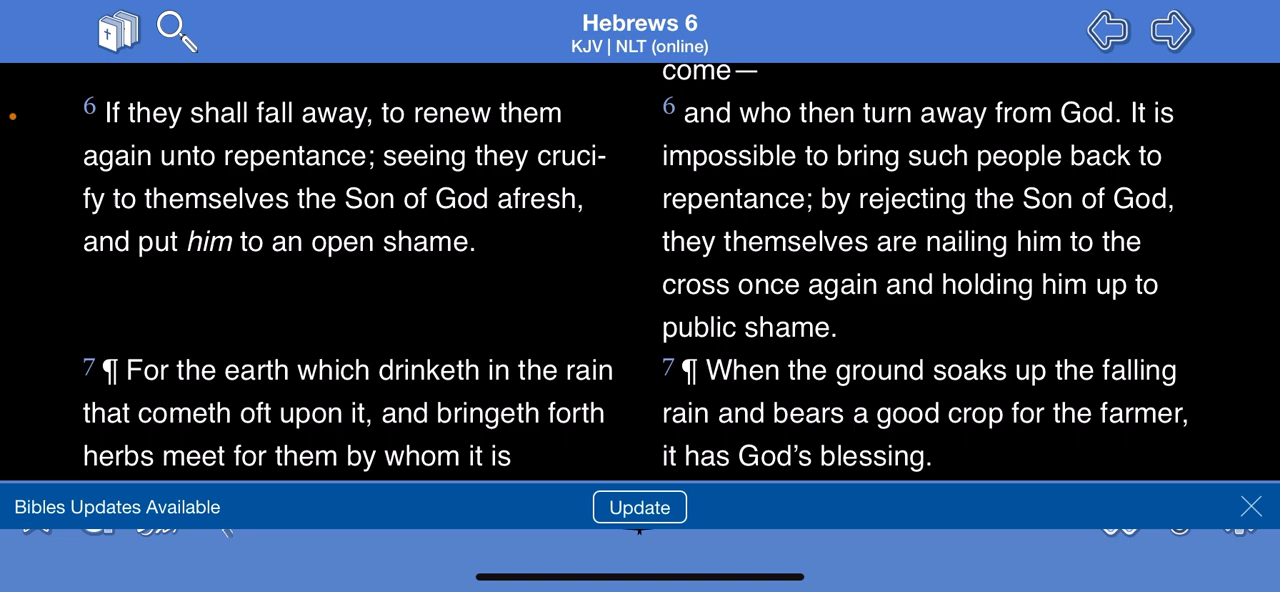 Hebrews 6
KJV | NLT (online)
come—
6 If they shall fall away, to renew them
again unto repentance; seeing they cruci-
fy to themselves the Son of God afresh,
and put him to an open shame.
6 and who then turn away from God. It is
impossible to bring such people back to
repentance; by rejecting the Son of God,
they themselves are nailing him to the
cross once again and holding him up to
public shame.
7 ¶ For the earth which drinketh in the rain
that cometh oft upon it, and bringeth forth
herbs meet for them by whom it is
7 ¶ When the ground soaks up the falling
rain and bears a good crop for the farmer,
it has God’s blessing.
Bibles Updates Available
Update